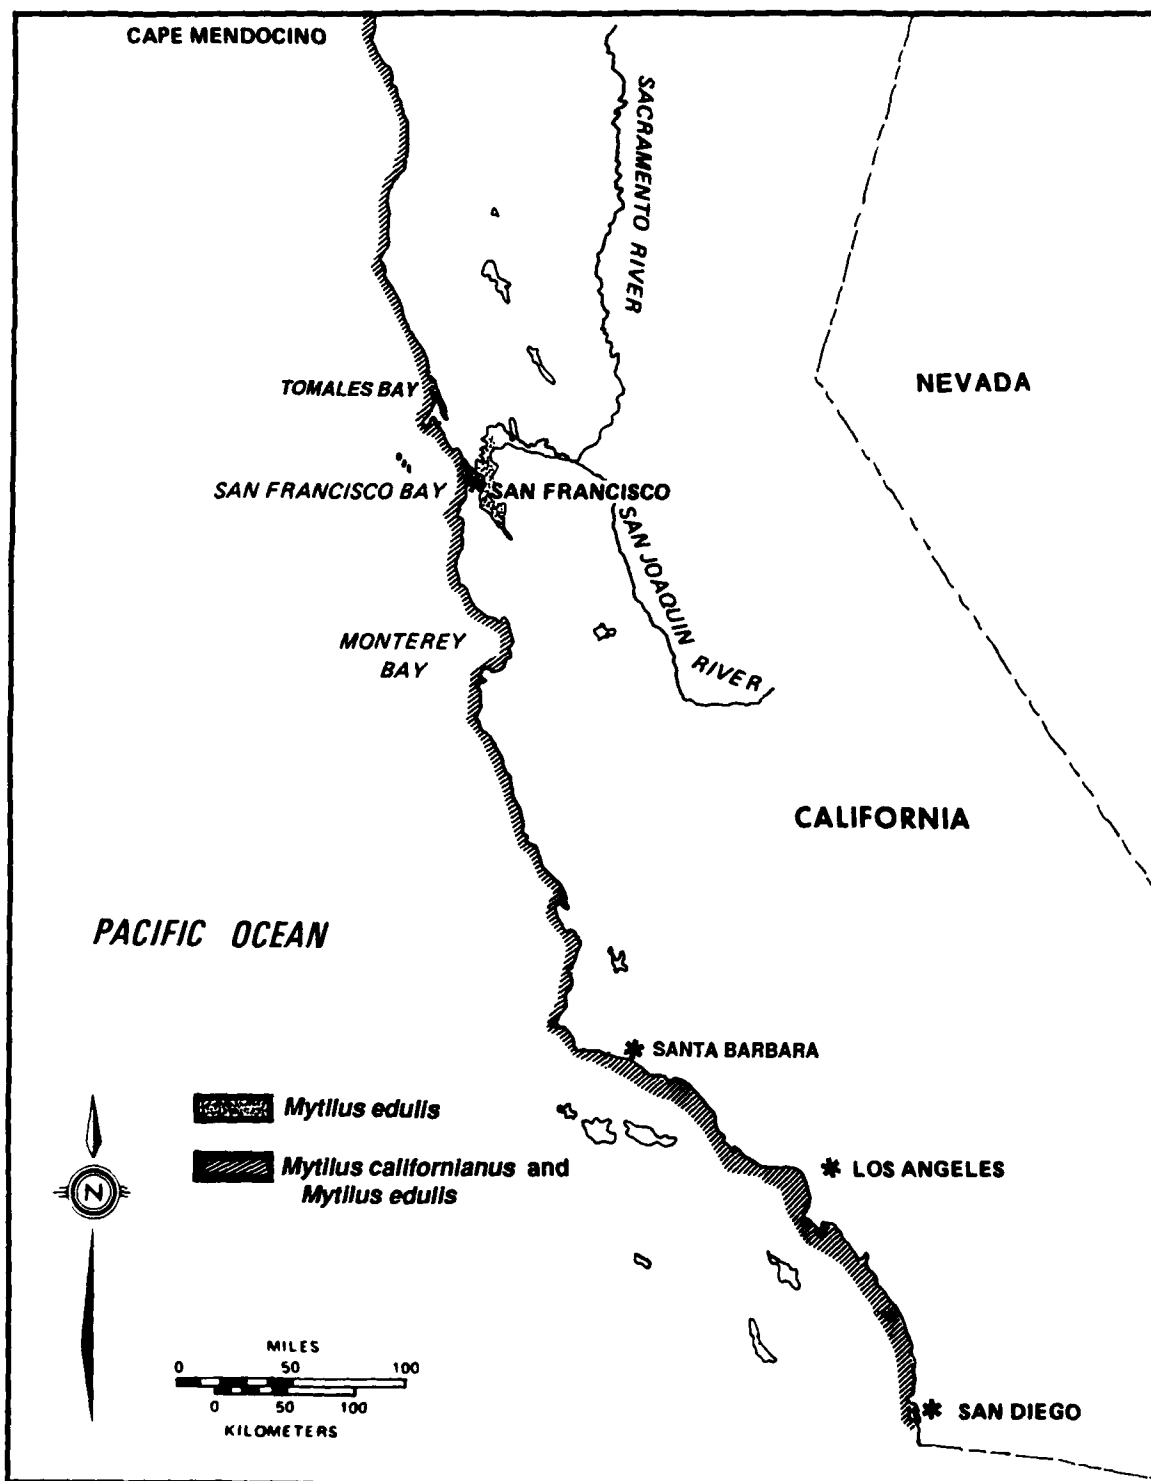 CAPE MENDOCINO
SACRAMENTO RIVER
TOMALES BAY
NEVADA
SAN FRANCISCO BAY
SAN FRANCISCO
SAN JOAQUIN RIVER
MONTEREY
BAY
CALIFORNIA
PACIFIC OCEAN
SANTA BARBARA
Mytilus edulis
Mytilus californianus and
Mytilus edulis
LOS ANGELES
N
MILES
0 50 100
0 50 100
KILOMETERS
SAN DIEGO